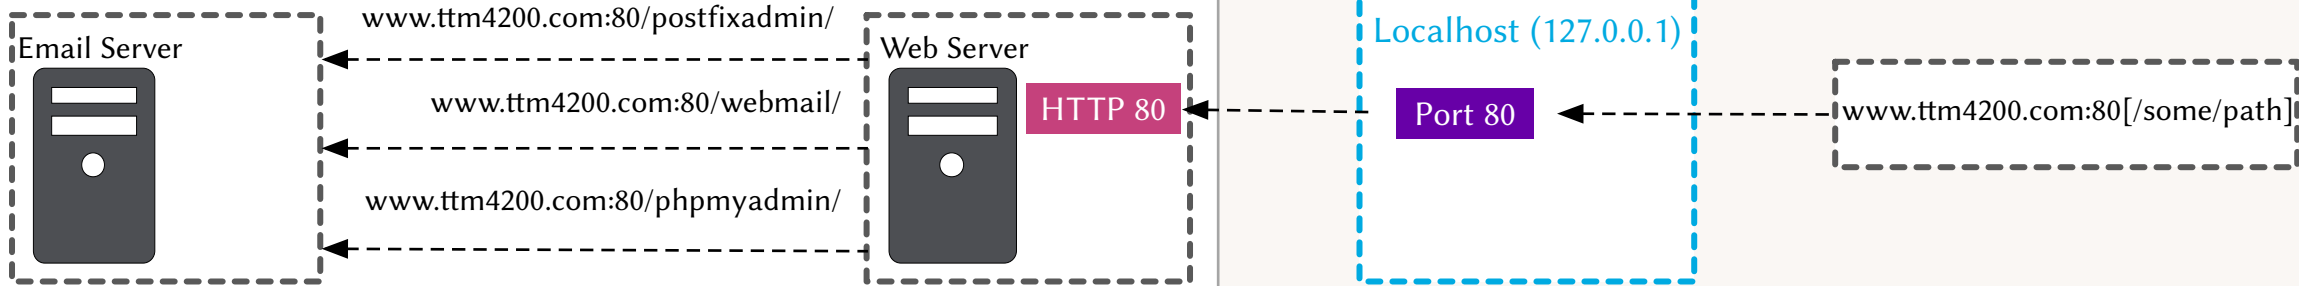 www.ttm4200.com:80/postfixadmin/
Email Server
Web Server
Localhost (127.0.0.1)
www.ttm4200.com:80/webmail/
HTTP 80
Port 80
www.ttm4200.com:80[/some/path]
www.ttm4200.com:80/phpmyadmin/